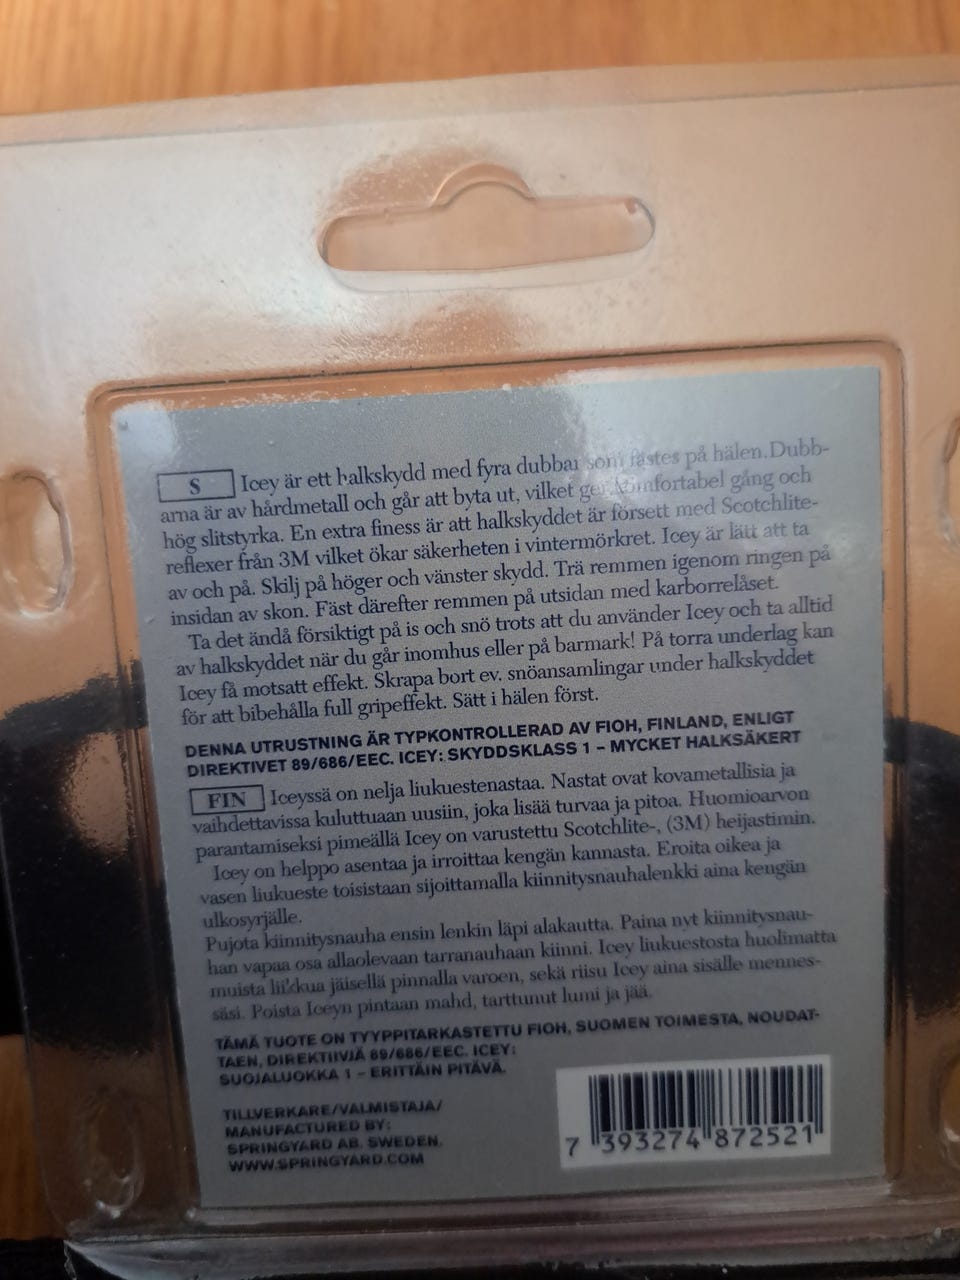 S Icey är ett halkskydd med fyra dubbar som fästes på hälen.Dubb-
arna är av hårdmetall och går att byta ut, vilket ger komfortabel gång och
hög slitstyrka. En extra finess är att halkskyddet är försett med Scotchlite-
reflexer från 3M vilket ökar säkerheten i vintermörkret. Icey är lätt att ta
av och på. Skilj på höger och vänster skydd. Trä remmen igenom ringen på
insidan av skon. Fäst därefter remmen på utsidan med karborrelåset.
Ta det ändå försiktigt på is och snö trots att du använder Icey och ta alltid
av halkskyddet när du går inomhus eller på barmark! På torra underlag kan
Icey få motsatt effekt. Skrapa bort ev. snöansamlingar under halkskyddet
för att bibehålla full gripeffekt. Sätt i hälen först.
DENNA UTRUSTNING ÄR TYPKONTROLLERAD AV FIOH, FINLAND, ENLIGT
DIREKTIVET 89/686/EEC. ICEY: SKYDDSKLASS 1 – MYCKET HALKSÄKERT
FIN Iceyssä on nelja liukuestenastaa. Nastat ovat kovametallisia ja
vaihdettavissa kuluttuaan uusiin, joka lisää turvaa ja pitoa. Huomioarvon
parantamiseksi pimeällä Icey on varustettu Scotchlite-, (3M) heijastimin.
Icey on helppo asentaa ja irroittaa kengän kannasta. Eroita oikea ja
vasen liukueste toisistaan sijoittamalla kiinnitysnauhalenkki aina kengän
ulkosyrjälle.
Pujota kiinnitysnauha ensin lenkin läpi alakautta. Paina nyt kiinnitysnau-
han vapaa osa allaolevaan tarranauhaan kiinni. Icey liukuestosta huolimatta
muista liikkua jäisellä pinnalla varoen, sekä riisu Icey aina sisälle mennes-
säsi. Poista Iceyn pintaan mahd, tarttunut lumi ja jää.
TÄMÄ TUOTE ON TYYPPITARKASTETTU FIOH, SUOMEN TOIMESTA, NOUDAT-
TAEN, DIREKTIIVIÄ 89/686/EEC. ICEY:
SUOJALUOKKA 1 – ERITTÄIN PITÄVÄ.
TILLVERKARE/VALMISTAJA/
MANUFACTURED BY:
SPRINGYARD AB, SWEDEN.
WWW.SPRINGYARD.COM
7 393274 872521